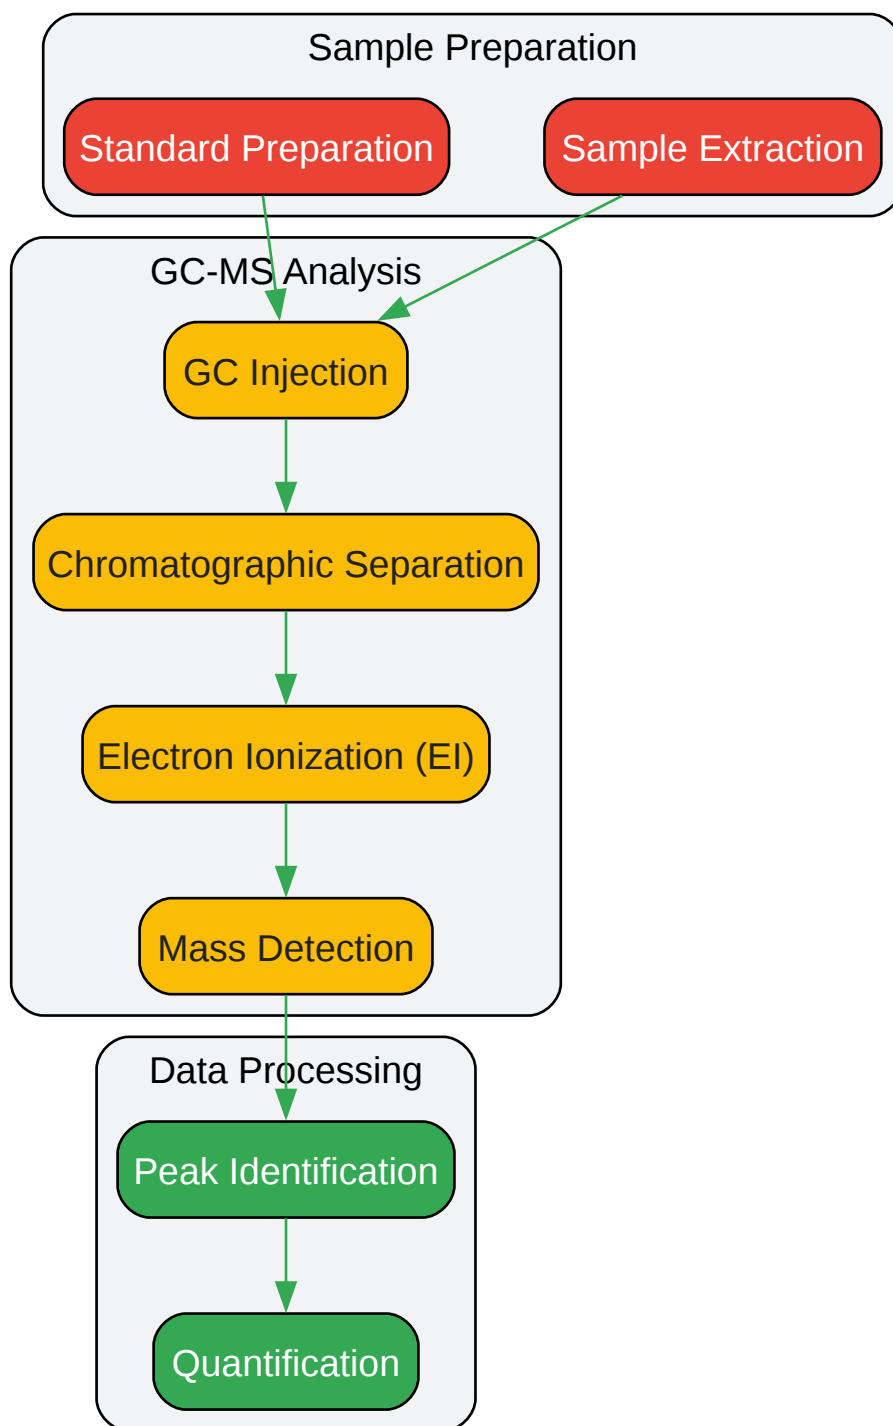 Sample Preparation
Standard Preparation
Sample Extraction
GC-MS Analysis
GC Injection
Chromatographic Separation
Electron Ionization (EI)
Mass Detection
Data Processing
Peak Identification
Quantification